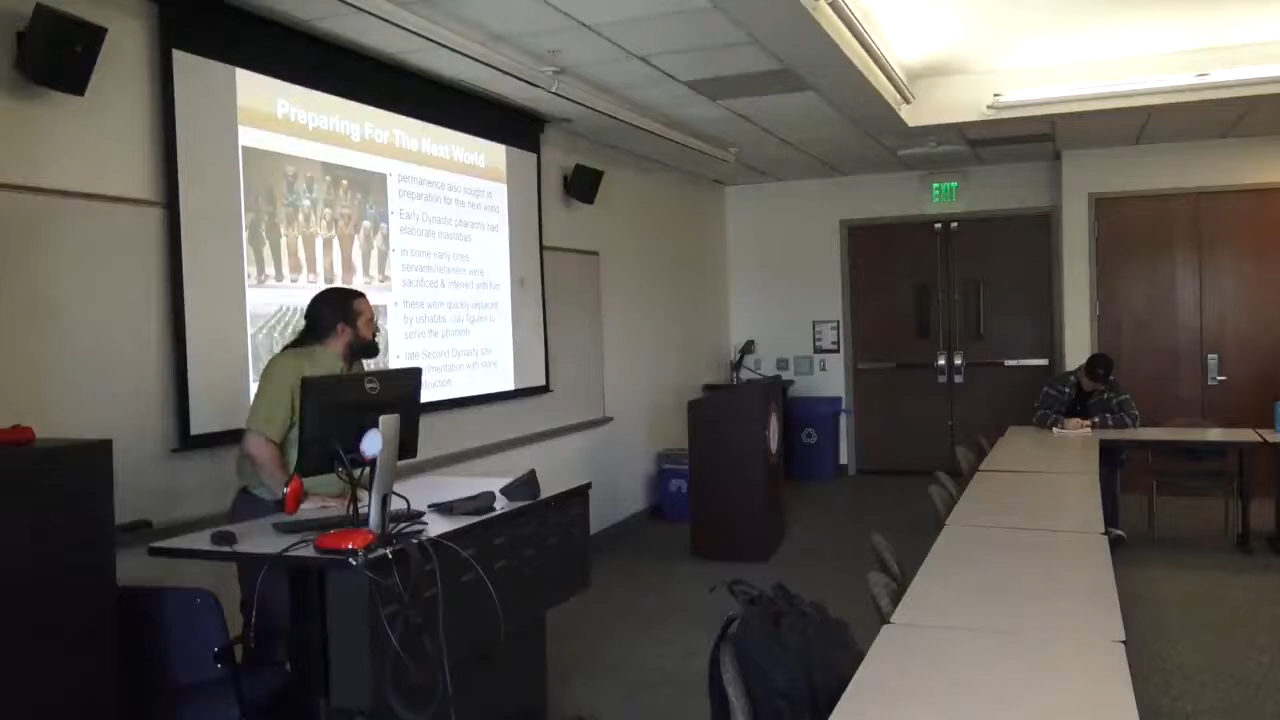 Preparing For The Next World
• permanence also sought in
preparation for the next world
• Early Dynastic pharaohs had
elaborate mastabas
• in some early ones
servants/retainers were
sacrificed & interred with him
• these were quickly replaced
by ushabtis, clay figures to
serve the pharaoh
• late Second Dynasty saw
EXIT
DELL